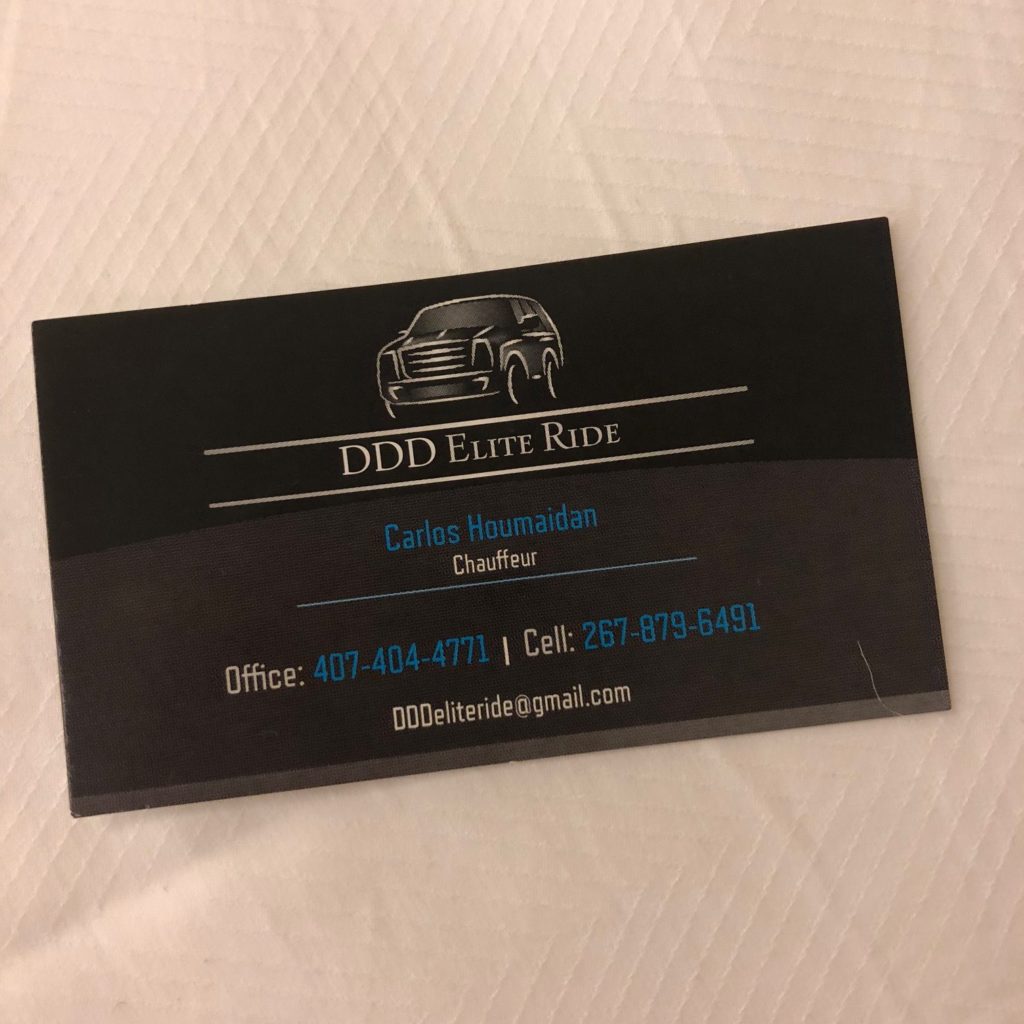 DDD Elite Ride
Carlos Houmaidan
Chauffeur
Office: 407-404-4771 | Cell: 267-879-6491
DDDeliteride@gmail.com